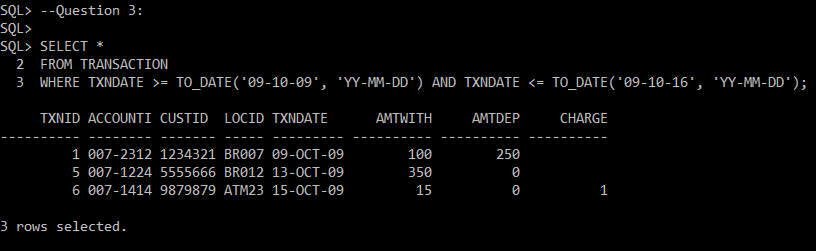 SQL> --Question 3:
SQL>
SQL> SELECT *
  2  FROM TRANSACTION
  3  WHERE TXNDATE >= TO_DATE('09-10-09', 'YY-MM-DD') AND TXNDATE <= TO_DATE('09-10-16', 'YY-MM-DD');
     TXNID ACCOUNTI CUSTID  LOCID TXNDATE      AMTWITH     AMTDEP     CHARGE
---------- -------- ------- ----- --------- ---------- ---------- ----------
         1 007-2312 1234321 BR007 09-OCT-09        100        250
         5 007-1224 5555666 BR012 13-OCT-09        350          0
         6 007-1414 9879879 ATM23 15-OCT-09         15          0          1
3 rows selected.